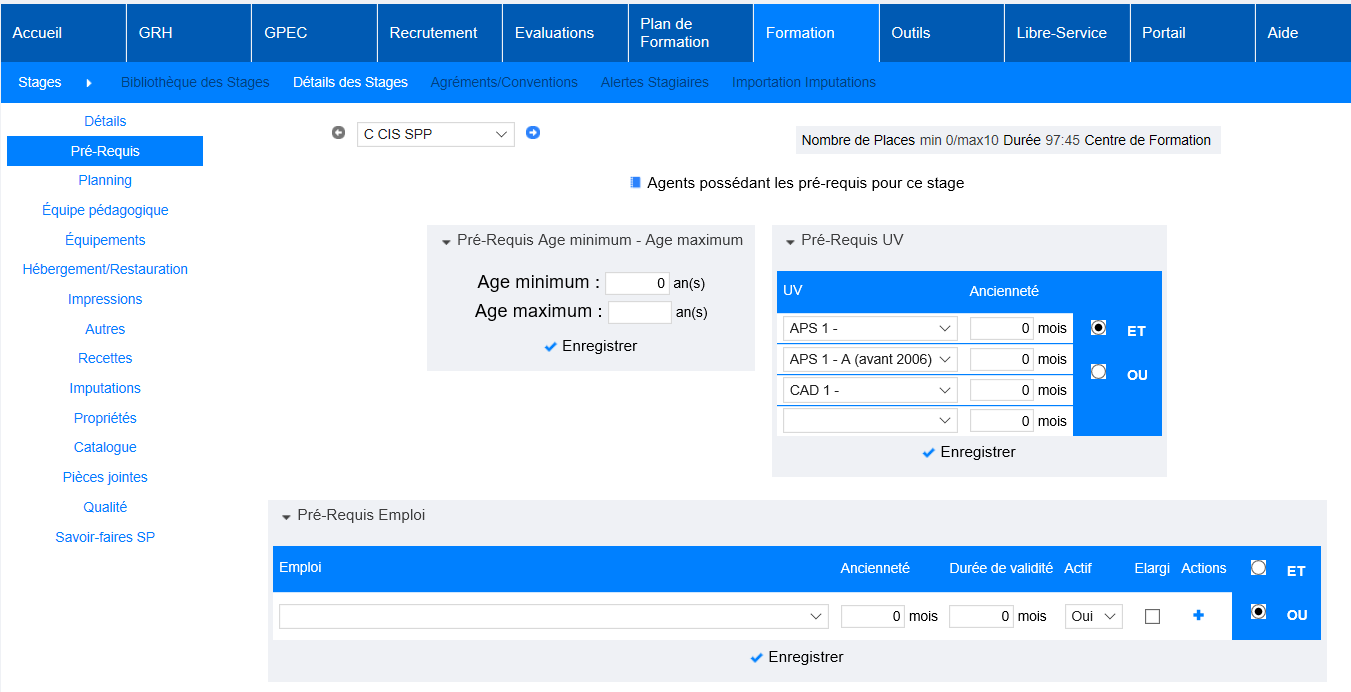 Accueil
GRH
GPEC
Recrutement
Evaluations
Plan de
Formation
Formation
Outils
Libre-Service
Portail
Aide
Stages
Bibliothèque des Stages
Détails des Stages
Agréments/Conventions
Alertes Stagiaires
Importation Imputations
Détails
Pré-Requis
Planning
Équipe pédagogique
Équipements
Hébergement/Restauration
Impressions
Autres
Recettes
Imputations
Propriétés
Catalogue
Pièces jointes
Qualité
Savoir-faires SP
C CIS SPP
Nombre de Places min 0/max10 Durée 97:45 Centre de Formation
Agents possédant les pré-requis pour ce stage
Pré-Requis Age minimum - Age maximum
Age minimum : 0 an(s)
Age maximum : an(s)
Enregistrer
Pré-Requis UV
UV Ancienneté
APS 1 - 0 mois
APS 1 - A (avant 2006) 0 mois
CAD 1 - 0 mois
0 mois
ET
OU
Enregistrer
Pré-Requis Emploi
Emploi Ancienneté Durée de validité Actif Elargi Actions ET
0 mois 0 mois Oui OU
Enregistrer